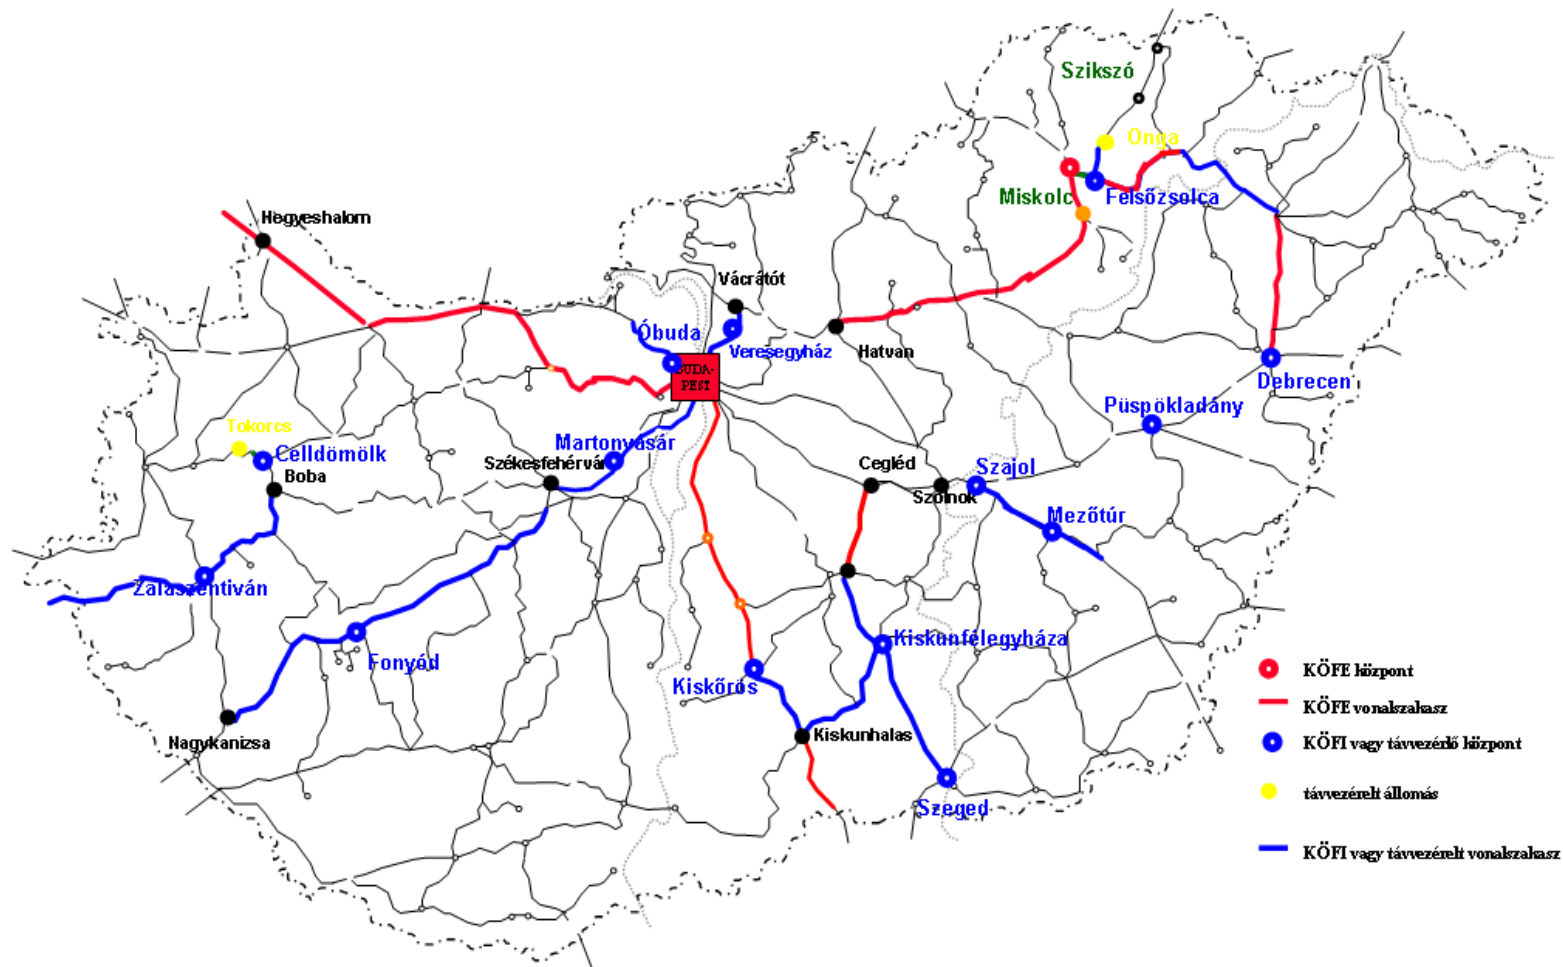 Szikszó
Onga
Miskolc
Felsőzsolca
Hegyeshalom
Vácrátót
Óbuda
Veresegyház
Hatvan
BUDA-
PEST
Debrecen
Püspökladány
Tokorcs
Celldömölk
Boba
Martonvásár
Székesfehérvár
Cegléd
Szajol
Szolnok
Mezőtúr
Zalaszentiván
Fonyód
Kiskunfélegyháza
Kiskőrös
Nagykanizsa
Kiskunhalas
Szeged
KÖFE központ
KÖFE vonalszakasz
KÖFI vagy távvezérlő központ
távvezérelt állomás
KÖFI vagy távvezérelt vonalszakasz